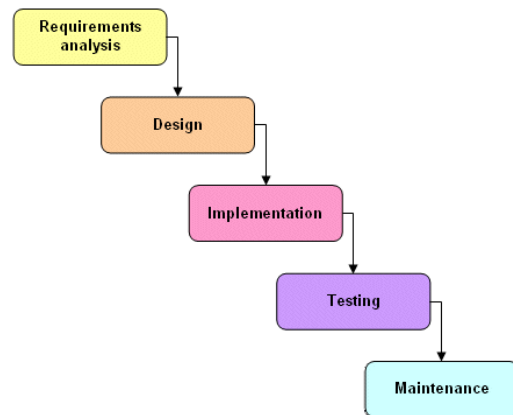 Requirements
analysis
Design
Implementation
Testing
Maintenance